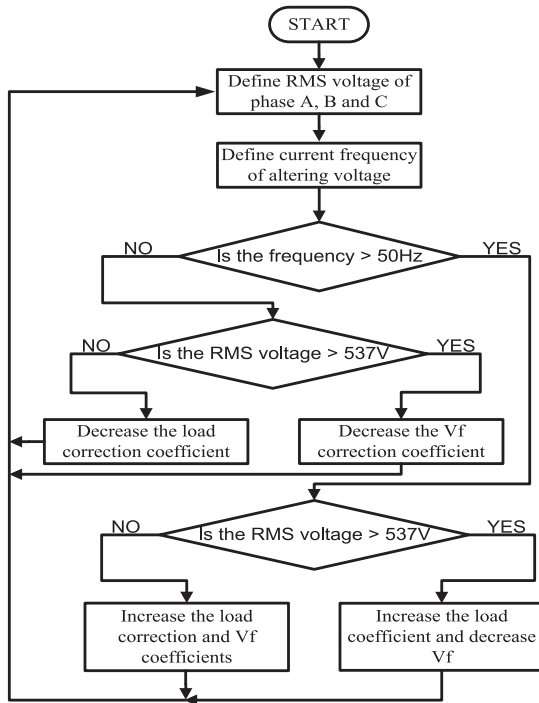 START
Define RMS voltage of
phase A, B and C
Define current frequency
of altering voltage
NO
Is the frequency > 50Hz
YES
NO
Is the RMS voltage > 537V
YES
Decrease the load
correction coefficient
Decrease the Vf
correction coefficient
NO
Is the RMS voltage > 537V
YES
Increase the load
correction and Vf
coefficients
Increase the load
coefficient and decrease
Vf